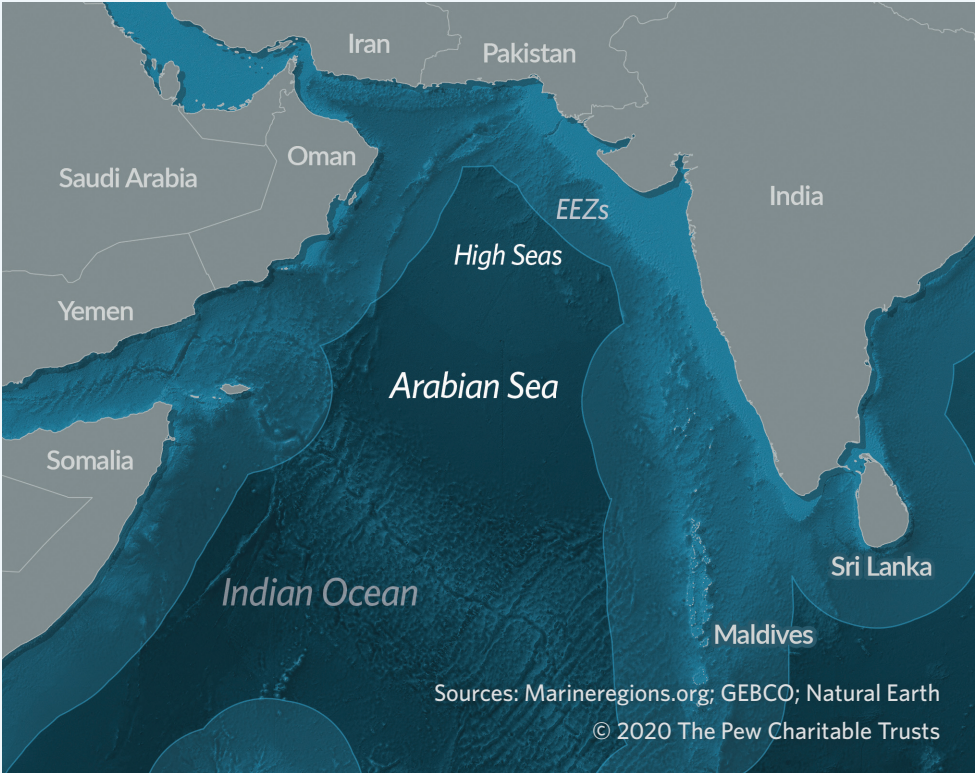 Iran
Pakistan
Oman
Saudi Arabia
India
EEZs
High Seas
Yemen
Arabian Sea
Somalia
Sri Lanka
Indian Ocean
Maldives
Sources: Marineregions.org; GEBCO; Natural Earth
© 2020 The Pew Charitable Trusts